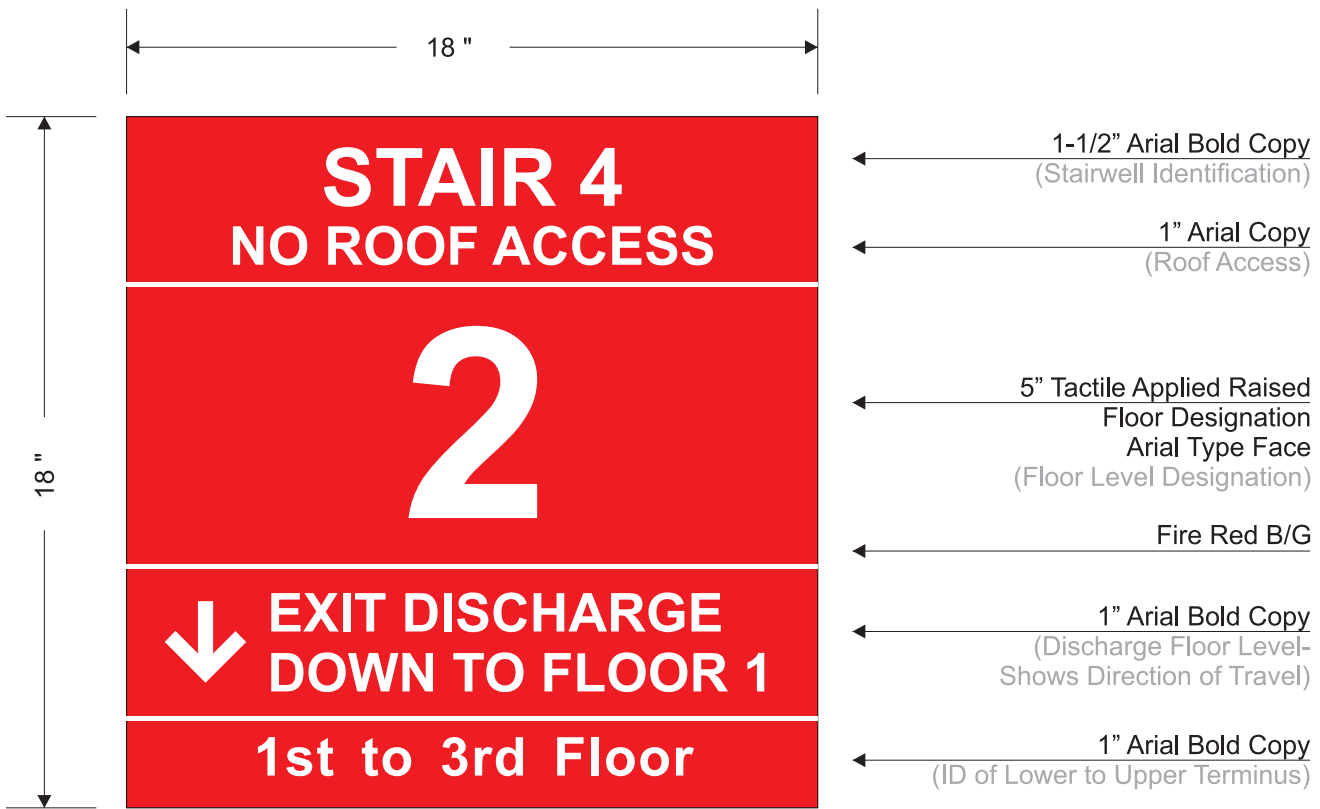 18 "
18 "
STAIR 4
NO ROOF ACCESS
2
EXIT DISCHARGE
DOWN TO FLOOR 1
1st to 3rd Floor
1-1/2” Arial Bold Copy
(Stairwell Identification)
1” Arial Copy
(Roof Access)
5” Tactile Applied Raised
Floor Designation
Arial Type Face
(Floor Level Designation)
Fire Red B/G
1” Arial Bold Copy
(Discharge Floor Level-
Shows Direction of Travel)
1” Arial Bold Copy
(ID of Lower to Upper Terminus)